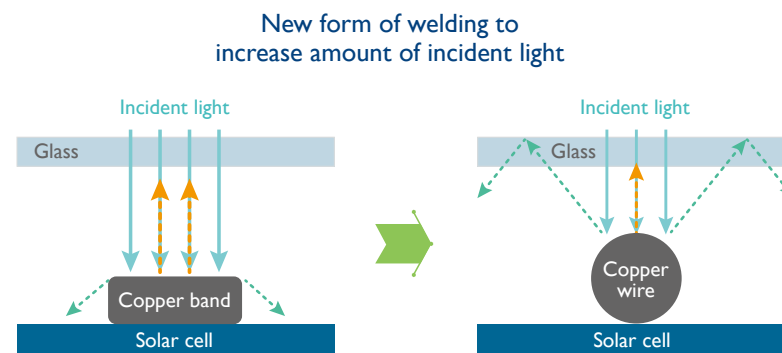 New form of welding to
increase amount of incident light
Incident light
Glass
Copper band
Solar cell
Incident light
Glass
Copper
wire
Solar cell